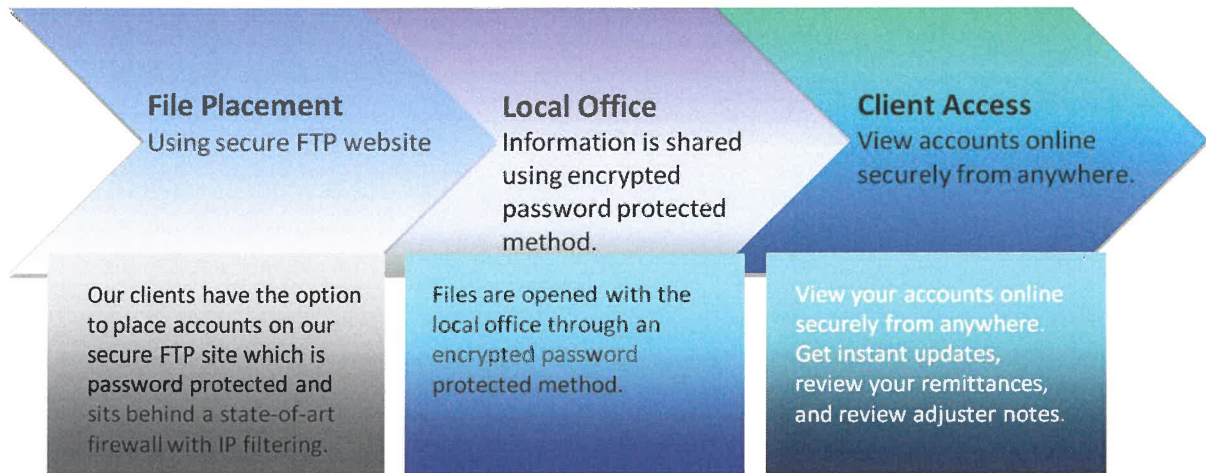 File Placement
Using secure FTP website
Local Office
Information is shared
using encrypted
password protected
method.
Client Access
View accounts online
securely from anywhere.
Our clients have the option
to place accounts on our
secure FTP site which is
password protected and
sits behind a state-of-art
firewall with IP filtering.
Files are opened with the
local office through an
encrypted password
protected method.
View your accounts online
securely from anywhere.
Get instant updates,
review your remittances,
and review adjuster notes.